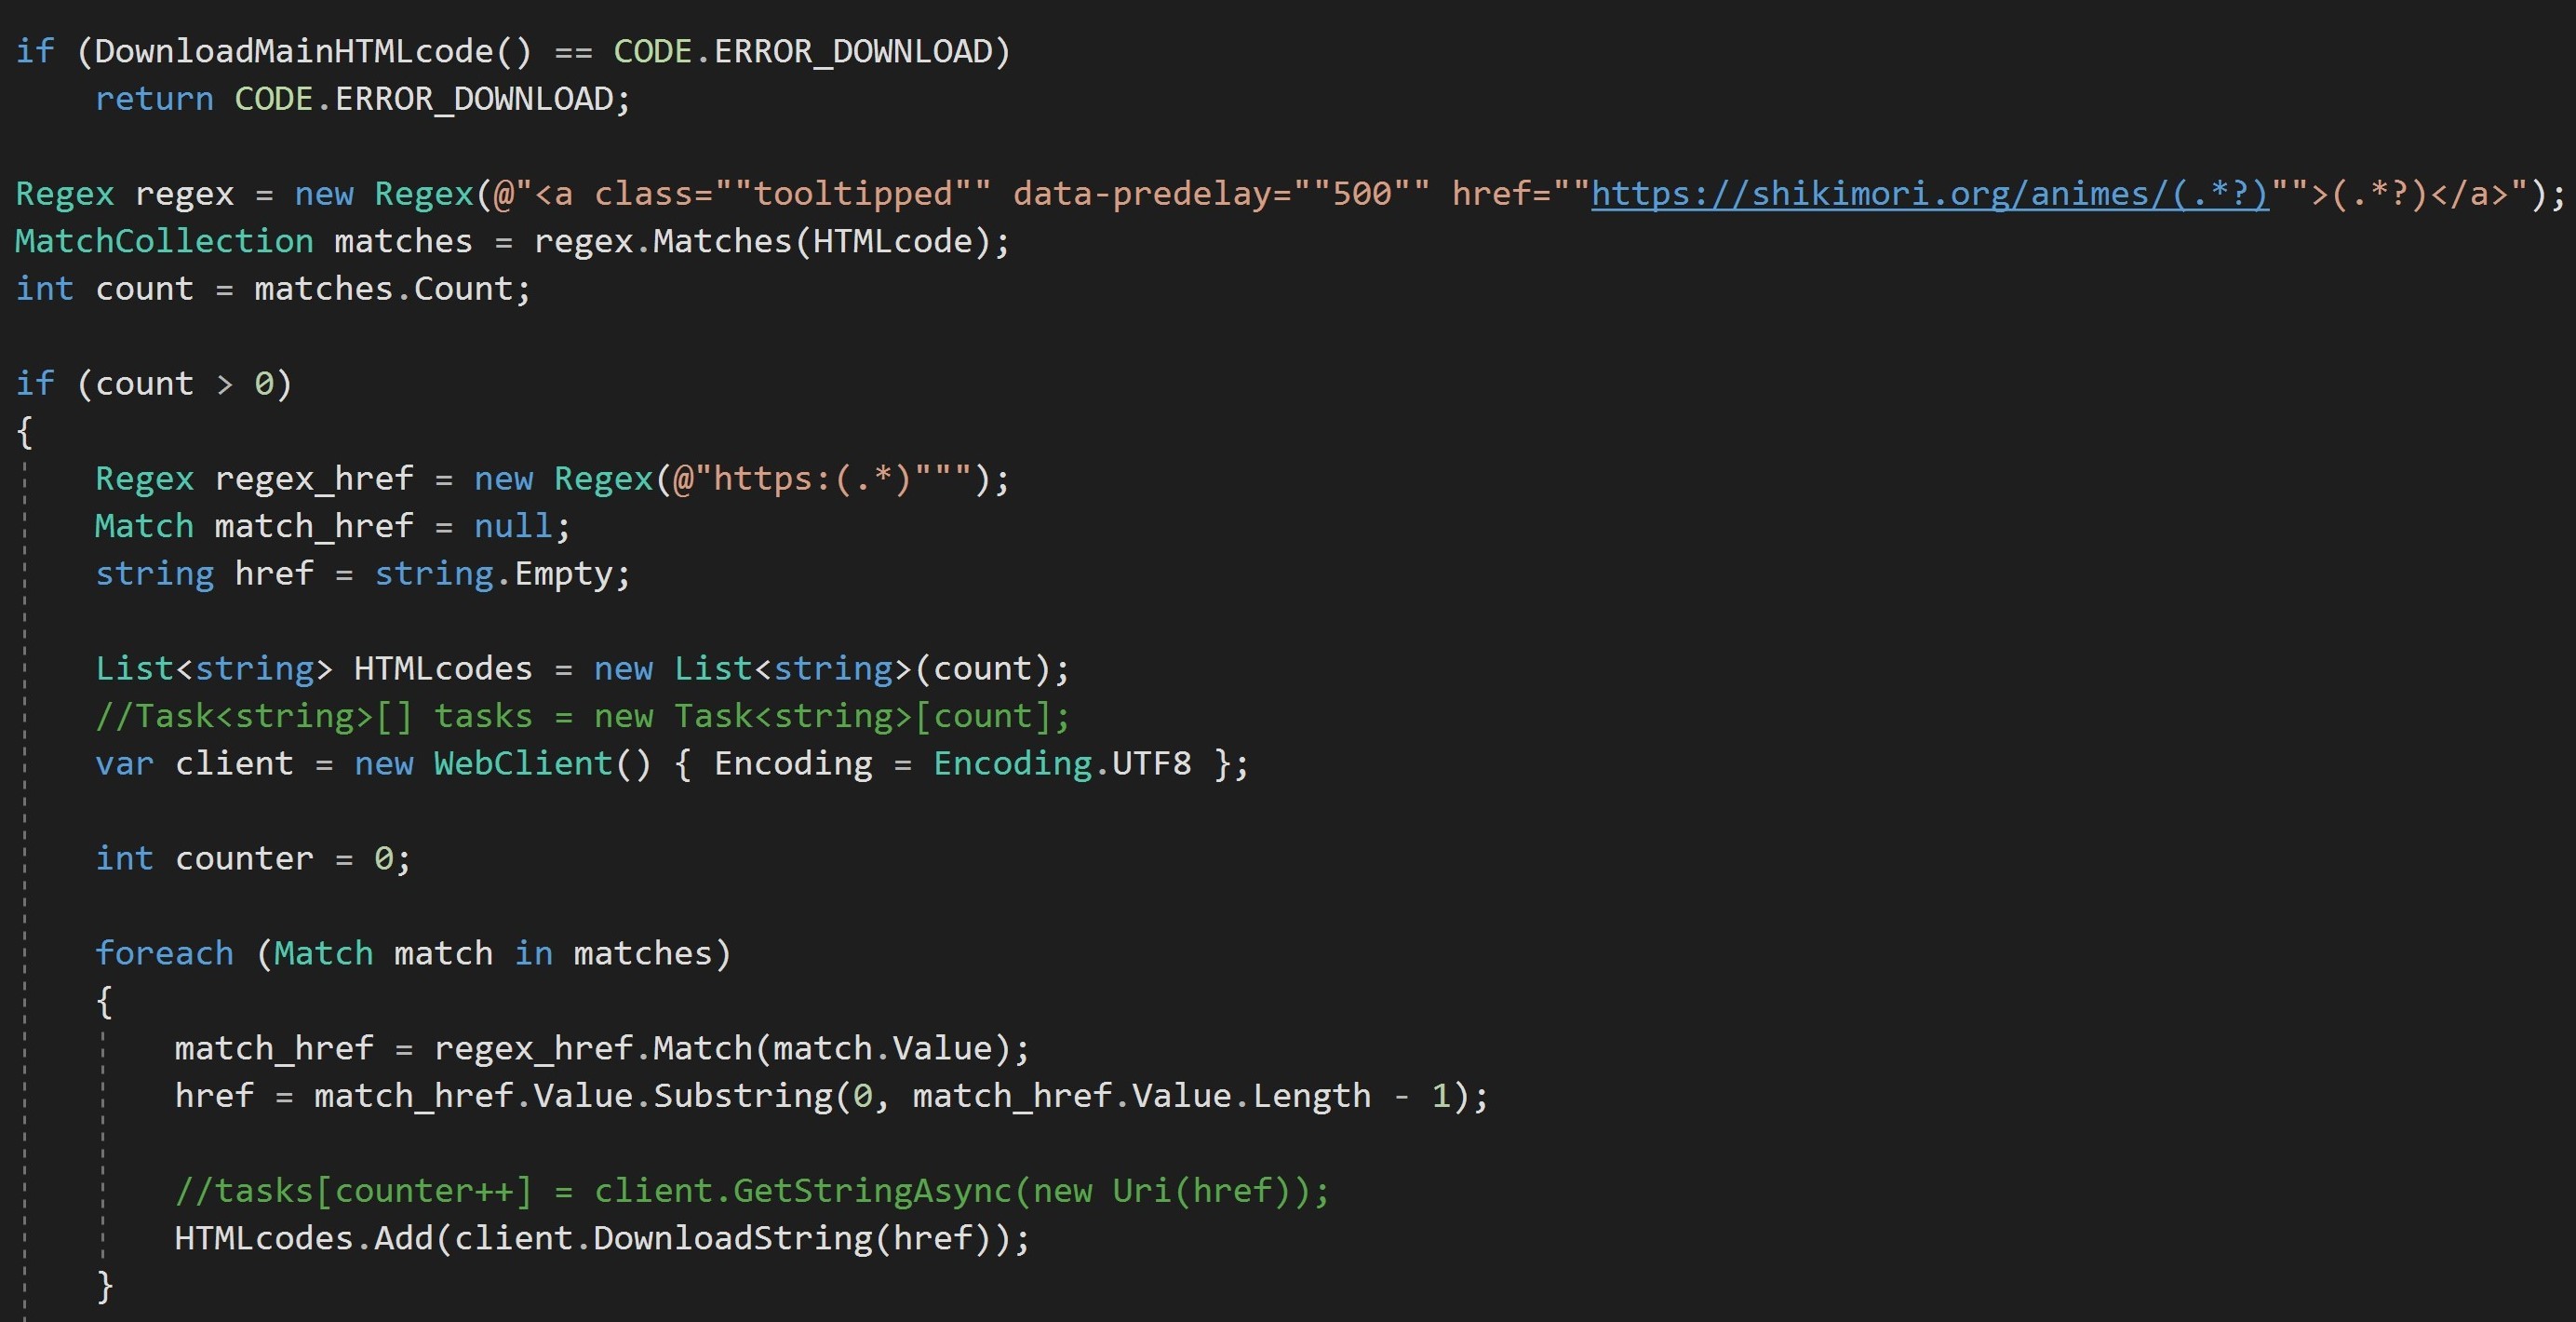 if (DownloadMainHTMLcode() == CODE.ERROR_DOWNLOAD)
    return CODE.ERROR_DOWNLOAD;

Regex regex = new Regex(@"<a class=""tooltipped"" data-predelay=""500"" href=""https://shikimori.org/animes/(.*?)"">(.*?)</a>");
MatchCollection matches = regex.Matches(HTMLcode);
int count = matches.Count;

if (count > 0)
{
    Regex regex_href = new Regex(@"https:(.*)""");
    Match match_href = null;
    string href = string.Empty;

    List<string> HTMLcodes = new List<string>(count);
    //Task<string>[] tasks = new Task<string>[count];
    var client = new WebClient() { Encoding = Encoding.UTF8 };

    int counter = 0;

    foreach (Match match in matches)
    {
        match_href = regex_href.Match(match.Value);
        href = match_href.Value.Substring(0, match_href.Value.Length - 1);

        //tasks[counter++] = client.GetStringAsync(new Uri(href));
        HTMLcodes.Add(client.DownloadString(href));
    }